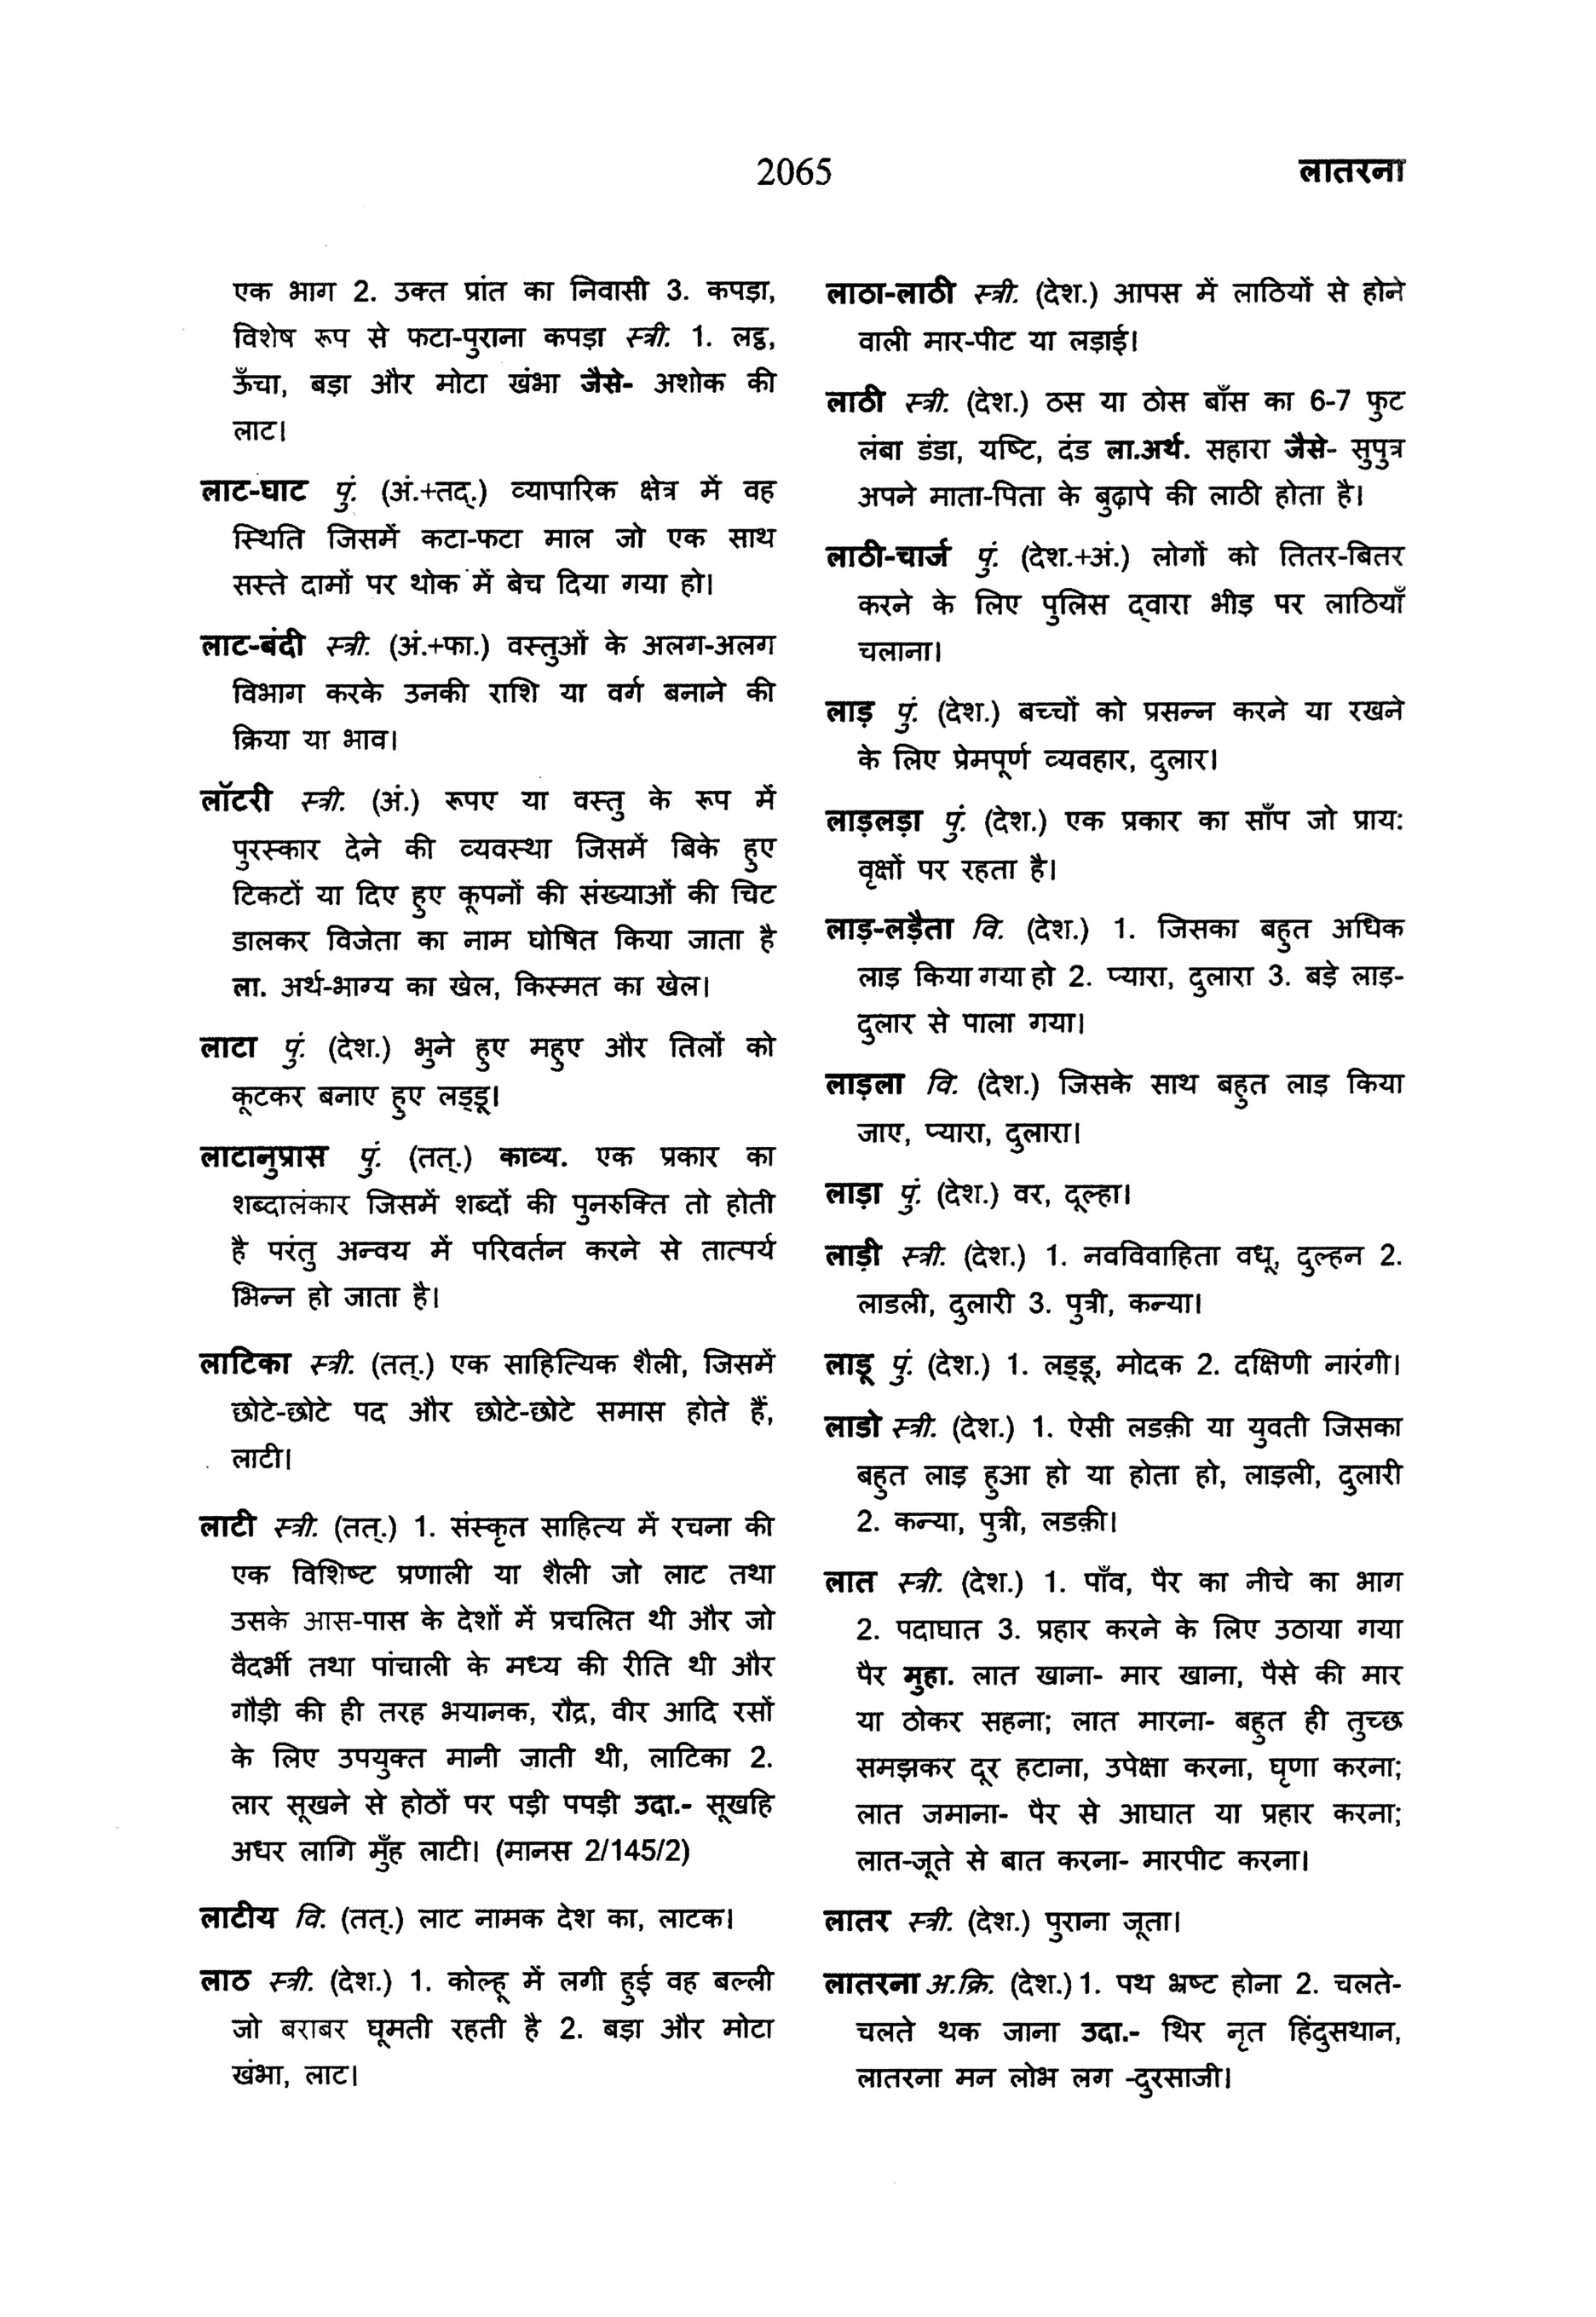 2065
लातरना
एक भाग 2. उक्त प्रांत का निवासी 3. कपड़ा,
विशेष रूप से फटा-पुराना कपड़ा स्त्री. 1. लट्ठ,
ऊँचा, बड़ा और मोटा खंभा जैसे- अशोक की
लाट।
लाट-घाट पुं. (अं.+तद्.) व्यापारिक क्षेत्र में वह
स्थिति जिसमें कटा-फटा माल जो एक साथ
सस्ते दामों पर थोक में बेच दिया गया हो।
लाट-बंदी स्त्री. (अं.+फा.) वस्तुओं के अलग-अलग
विभाग करके उनकी राशि या वर्ग बनाने की
क्रिया या भाव।
लॉटरी स्त्री. (अं.) रूपए या वस्तु के रूप में
पुरस्कार देने की व्यवस्था जिसमें बिके हुए
टिकटों या दिए हुए कूपनों की संख्याओं की चिट
डालकर विजेता का नाम घोषित किया जाता है
ला. अर्थ-भाग्य का खेल, किस्मत का खेल।
लाटा पुं. (देश.) भुने हुए महुए और तिलों को
कूटकर बनाए हुए लड्डू।
लाटानुप्रास पुं. (तत्.) काव्य. एक प्रकार का
शब्दालंकार जिसमें शब्दों की पुनरुक्ति तो होती
है परंतु अन्वय में परिवर्तन करने से तात्पर्य
भिन्न हो जाता है।
लाटिका स्त्री. (तत्.) एक साहित्यिक शैली, जिसमें
छोटे-छोटे पद और छोटे-छोटे समास होते हैं,
लाटी।
लाटी स्त्री. (तत्.) 1. संस्कृत साहित्य में रचना की
एक विशिष्ट प्रणाली या शैली जो लाट तथा
उसके आस-पास के देशों में प्रचलित थी और जो
वैदर्भी तथा पांचाली के मध्य की रीति थी और
गौड़ी की ही तरह भयानक, रौद्र, वीर आदि रसों
के लिए उपयुक्त मानी जाती थी, लाटिका 2.
लार सूखने से होठों पर पड़ी पपड़ी उदा.- सूखहि
अधर लागि मुँह लाटी। (मानस 2/145/2)
लाटीय वि. (तत्.) लाट नामक देश का, लाटक।
लाठ स्त्री. (देश.) 1. कोल्हू में लगी हुई वह बल्ली
जो बराबर घूमती रहती है 2. बड़ा और मोटा
खंभा, लाट।
लाठा-लाठी स्त्री. (देश.) आपस में लाठियों से होने
वाली मार-पीट या लड़ाई।
लाठी स्त्री. (देश.) ठस या ठोस बाँस का 6-7 फुट
लंबा डंडा, यष्टि, दंड ला.अर्थ. सहारा जैसे- सुपुत्र
अपने माता-पिता के बुढ़ापे की लाठी होता है।
लाठी-चार्ज पुं. (देश.+अं.) लोगों को तितर-बितर
करने के लिए पुलिस द्वारा भीड़ पर लाठियाँ
चलाना।
लाड़ पुं. (देश.) बच्चों को प्रसन्न करने या रखने
के लिए प्रेमपूर्ण व्यवहार, दुलार।
लाड़लड़ा पुं. (देश.) एक प्रकार का साँप जो प्राय:
वृक्षों पर रहता है।
लाड़-लड़ैता वि. (देश.) 1. जिसका बहुत अधिक
लाड़ किया गया हो 2. प्यारा, दुलारा 3. बड़े लाड़-
दुलार से पाला गया।
लाड़ला वि. (देश.) जिसके साथ बहुत लाड़ किया
जाए, प्यारा, दुलारा।
लाड़ा पुं. (देश.) वर, दूल्हा।
लाड़ी स्त्री. (देश.) 1. नवविवाहिता वधू, दुल्हन 2.
लाडली, दुलारी 3. पुत्री, कन्या।
लाडू पुं. (देश.) 1. लड्डू, मोदक 2. दक्षिणी नारंगी।
लाडो स्त्री. (देश.) 1. ऐसी लडक़ी या युवती जिसका
बहुत लाड़ हुआ हो या होता हो, लाड़ली, दुलारी
2. कन्या, पुत्री, लडक़ी।
लात स्त्री. (देश.) 1. पाँव, पैर का नीचे का भाग
2. पदाघात 3. प्रहार करने के लिए उठाया गया
पैर मुहा. लात खाना- मार खाना, पैसे की मार
या ठोकर सहना; लात मारना- बहुत ही तुच्छ
समझकर दूर हटाना, उपेक्षा करना, घृणा करना;
लात जमाना- पैर से आघात या प्रहार करना;
लात-जूते से बात करना- मारपीट करना।
लातर स्त्री. (देश.) पुराना जूता।
लातरना अ.क्रि. (देश.) 1. पथ भ्रष्ट होना 2. चलते-
चलते थक जाना उदा.- थिर नृत हिंदुसथान,
लातरना मन लोभ लग -दुरसाजी।